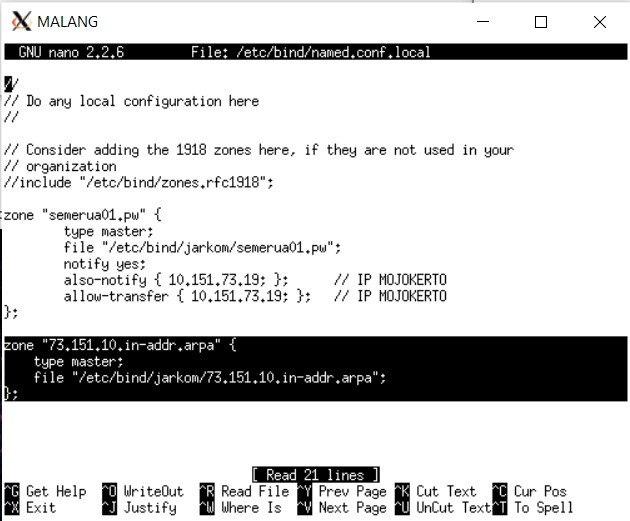 MALANG
GNU nano 2.2.6 File: /etc/bind/named.conf.local
//
// Do any local configuration here
//
// Consider adding the 1918 zones here, if they are not used in your
// organization
//include "/etc/bind/zones.rfc1918";
zone "semerua01.pw" {
type master;
file "/etc/bind/jarkom/semerua01.pw";
notify yes;
also-notify { 10.151.73.19; }; // IP MOJOKERTO
allow-transfer { 10.151.73.19; }; // IP MOJOKERTO
};
zone "73.151.10.in-addr.arpa" {
type master;
file "/etc/bind/jarkom/73.151.10.in-addr.arpa";
};
[ Read 21 lines ]
^G Get Help ^O WriteOut ^R Read File ^Y Prev Page ^K Cut Text ^C Cur Pos
^X Exit ^J Justify ^W Where Is ^V Next Page ^U UnCut Text ^T To Spell